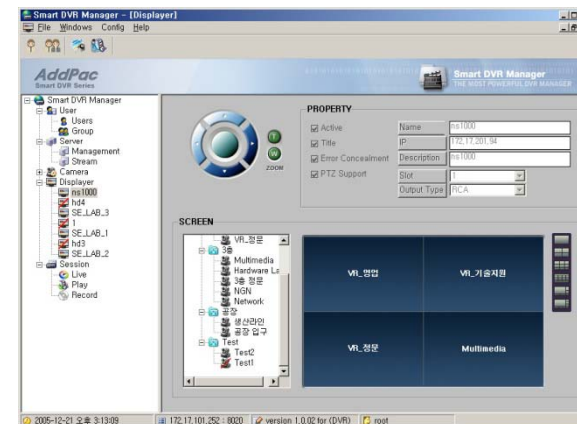 Smart DVR Manager - [Displayer]
File Windows Config Help
AddPac
Smart DVR Series
Smart DVR Manager
THE MOST POWERFUL DVR MANAGER
Smart DVR Manager
User
Users
Group
Server
Management
Stream
Camera
Displayer
ns1000
hd4
SE_LAB_3
1
SE_LAB_1
hd3
SE_LAB_2
Session
Live
Play
Record
T
W
ZOOM
PROPERTY
Active
Title
Error Concealment
PTZ Support
Name ns1000
IP 172,17,201,94
Description ns1000
Slot 1
Output Type RCA
SCREEN
VR_정문
3층
Multimedia
Hardware La
3층 정문
NGN
Network
공장
생산라인
공장 입구
Test
Test2
Test1
VR_영업
VR_기술지원
VR_정문
Multimedia
2005-12-21 오후 3:13:09 172.17.101.252 : 8020 version 1.0.02 for (DVR) root